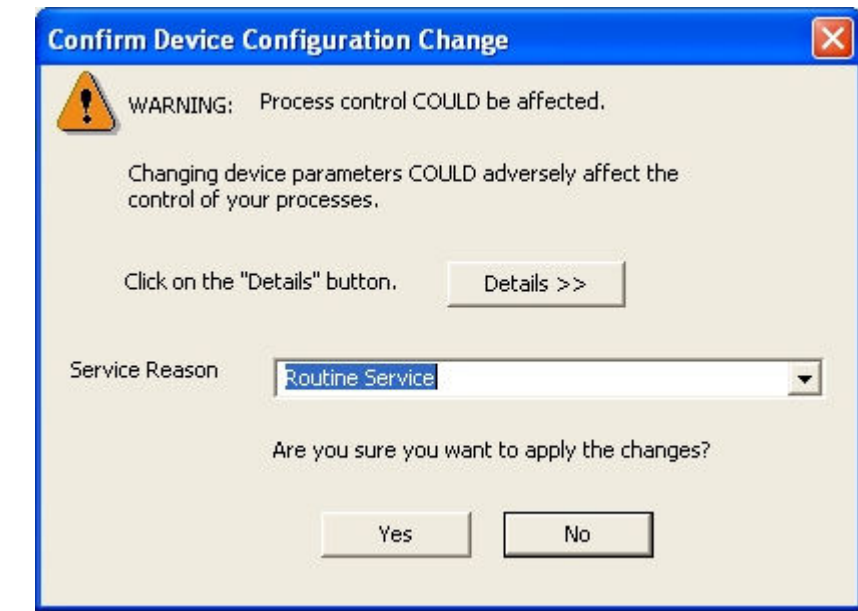 Confirm Device Configuration Change
WARNING: Process control COULD be affected.
Changing device parameters COULD adversely affect the
control of your processes.
Click on the "Details" button. Details >>
Service Reason Routine Service
Are you sure you want to apply the changes?
Yes No